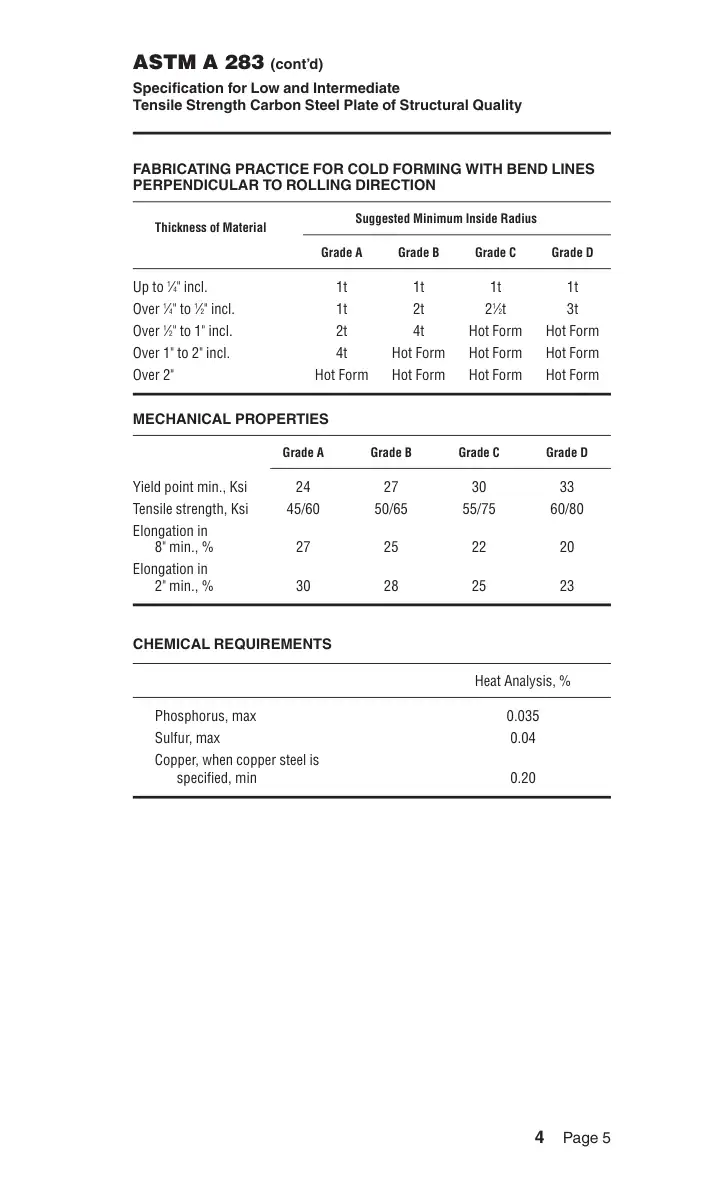 ASTM A 283 (cont'd)
Specification for Low and Intermediate
Tensile Strength Carbon Steel Plate of Structural Quality
FABRICATING PRACTICE FOR COLD FORMING WITH BEND LINES
PERPENDICULAR TO ROLLING DIRECTION
Thickness of Material Suggested Minimum Inside Radius
Grade A Grade B Grade C Grade D
Up to 1⁄4" incl. 1t 1t 1t 1t
Over 1⁄4" to 1⁄2" incl. 1t 2t 21⁄2t 3t
Over 1⁄2" to 1" incl. 2t 4t Hot Form Hot Form
Over 1" to 2" incl. 4t Hot Form Hot Form Hot Form
Over 2" Hot Form Hot Form Hot Form Hot Form
MECHANICAL PROPERTIES
Grade A Grade B Grade C Grade D
Yield point min., Ksi 24 27 30 33
Tensile strength, Ksi 45/60 50/65 55/75 60/80
Elongation in
8" min., % 27 25 22 20
Elongation in
2" min., % 30 28 25 23
CHEMICAL REQUIREMENTS
Heat Analysis, %
Phosphorus, max 0.035
Sulfur, max 0.04
Copper, when copper steel is
specified, min 0.20
4 Page 5